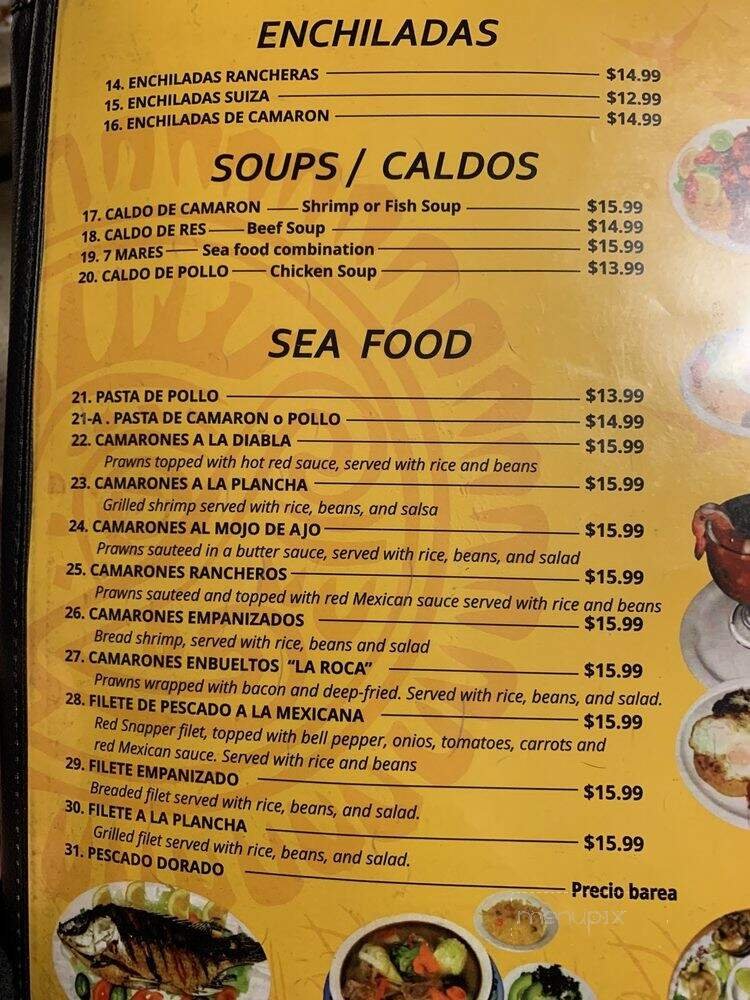 ENCHILADAS
14. ENCHILADAS RANCHERAS $14.99
15. ENCHILADAS SUIZA $12.99
16. ENCHILADAS DE CAMARON $14.99
SOUPS / CALDOS
17. CALDO DE CAMARON Shrimp or Fish Soup $15.99
18. CALDO DE RES Beef Soup $14.99
19. 7 MARES Sea food combination $15.99
20. CALDO DE POLLO Chicken Soup $13.99
SEA FOOD
21. PASTA DE POLLO $13.99
21-A . PASTA DE CAMARON o POLLO $14.99
22. CAMARONES A LA DIABLA $15.99
Prawns topped with hot red sauce, served with rice and beans
23. CAMARONES A LA PLANCHA $15.99
Grilled shrimp served with rice, beans, and salsa
24. CAMARONES AL MOJO DE AJO $15.99
Prawns sauteed in a butter sauce, served with rice, beans, and salad
25. CAMARONES RANCHEROS $15.99
Prawns sauteed and topped with red Mexican sauce served with rice and beans
26. CAMARONES EMPANIZADOS $15.99
Bread shrimp, served with rice, beans and salad
27. CAMARONES ENBUELTOS "LA ROCA" $15.99
Prawns wrapped with bacon and deep-fried. Served with rice, beans, and salad.
28. FILETE DE PESCADO A LA MEXICANA $15.99
Red Snapper filet, topped with bell pepper, onios, tomatoes, carrots and
red Mexican sauce. Served with rice and beans
29. FILETE EMPANIZADO $15.99
Breaded filet served with rice, beans, and salad.
30. FILETE A LA PLANCHA $15.99
Grilled filet served with rice, beans, and salad.
31. PESCADO DORADO Precio barea
menupix